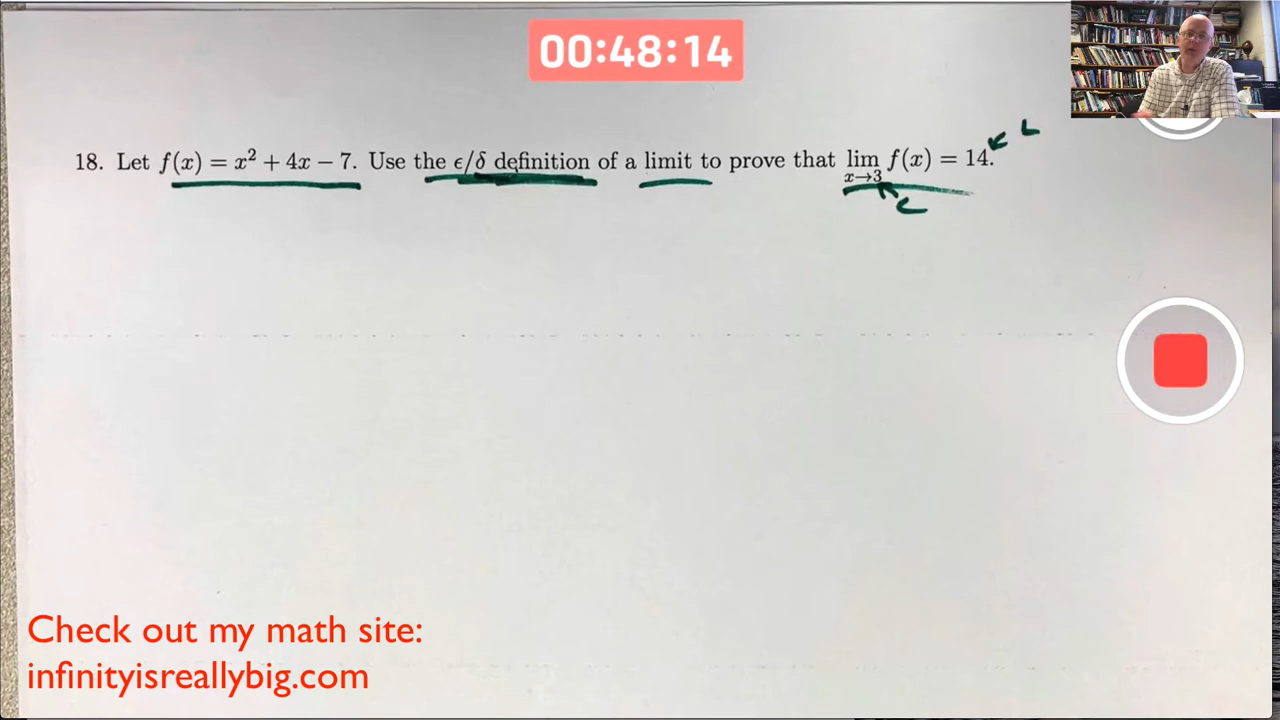 00:48:14
L
18. Let f(x) = x² + 4x − 7. Use the ϵ/δ definition of a limit to prove that lim x→3 f(x) = 14.
C
Check out my math site:
infinityisreallybig.com